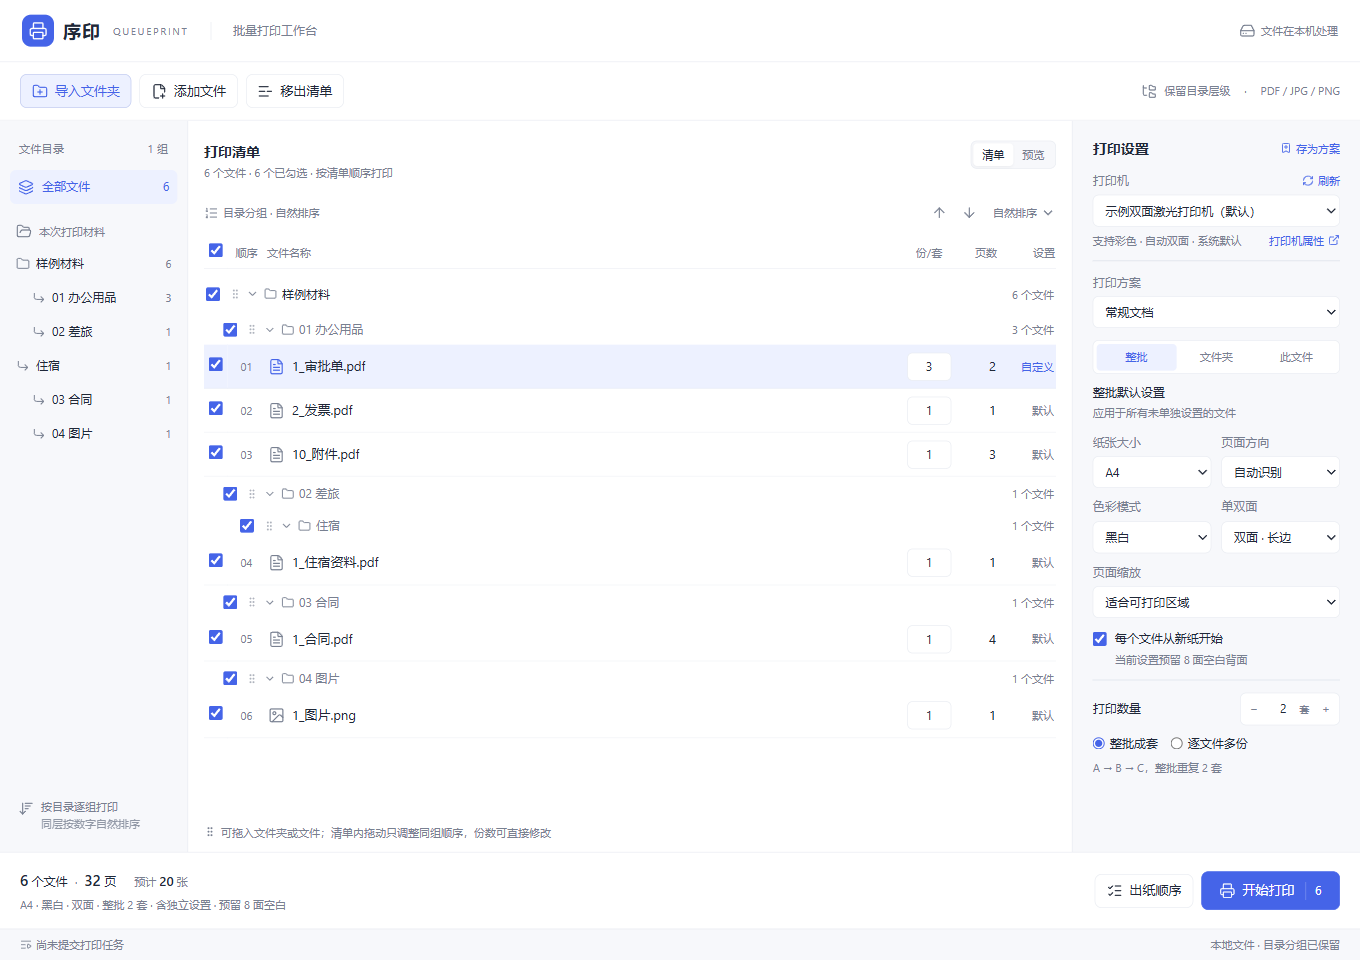 序印 QUEUEPRINT 批量打印工作台 文件在本机处理
导入文件夹 添加文件 移出清单 保留目录层级 · PDF / JPG / PNG
文件目录 1 组
全部文件 6
本次打印材料
样例材料 6
01 办公用品 3
02 差旅 1
住宿 1
03 合同 1
04 图片 1
按目录逐组打印
同层按数字自然排序
打印清单
6 个文件 · 6 个已勾选 · 按清单顺序打印
清单 预览
目录分组 · 自然排序 自然排序
顺序 文件名称 份/套 页数 设置
样例材料 6 个文件
01 办公用品 3 个文件
01 1_审批单.pdf 3 2 自定义
02 2_发票.pdf 1 1 默认
03 10_附件.pdf 1 3 默认
02 差旅 1 个文件
住宿 1 个文件
04 1_住宿资料.pdf 1 1 默认
03 合同 1 个文件
05 1_合同.pdf 1 4 默认
04 图片 1 个文件
06 1_图片.png 1 1 默认
可拖入文件夹或文件；清单内拖动只调整同组顺序，份数可直接修改
打印设置 存为方案
打印机 刷新
示例双面激光打印机（默认）
支持彩色 · 自动双面 · 系统默认 打印机属性
打印方案
常规文档
整批 文件夹 此文件
整批默认设置
应用于所有未单独设置的文件
纸张大小 页面方向
A4 自动识别
色彩模式 单双面
黑白 双面 · 长边
页面缩放
适合可打印区域
每个文件从新纸开始
当前设置预留 8 面空白背面
打印数量 − 2 套 +
整批成套 逐文件多份
A → B → C，整批重复 2 套
6 个文件 · 32 页 预计 20 张
A4 · 黑白 · 双面 · 整批 2 套 · 含独立设置 · 预留 8 面空白
出纸顺序 开始打印 6
尚未提交打印任务 本地文件 · 目录分组已保留